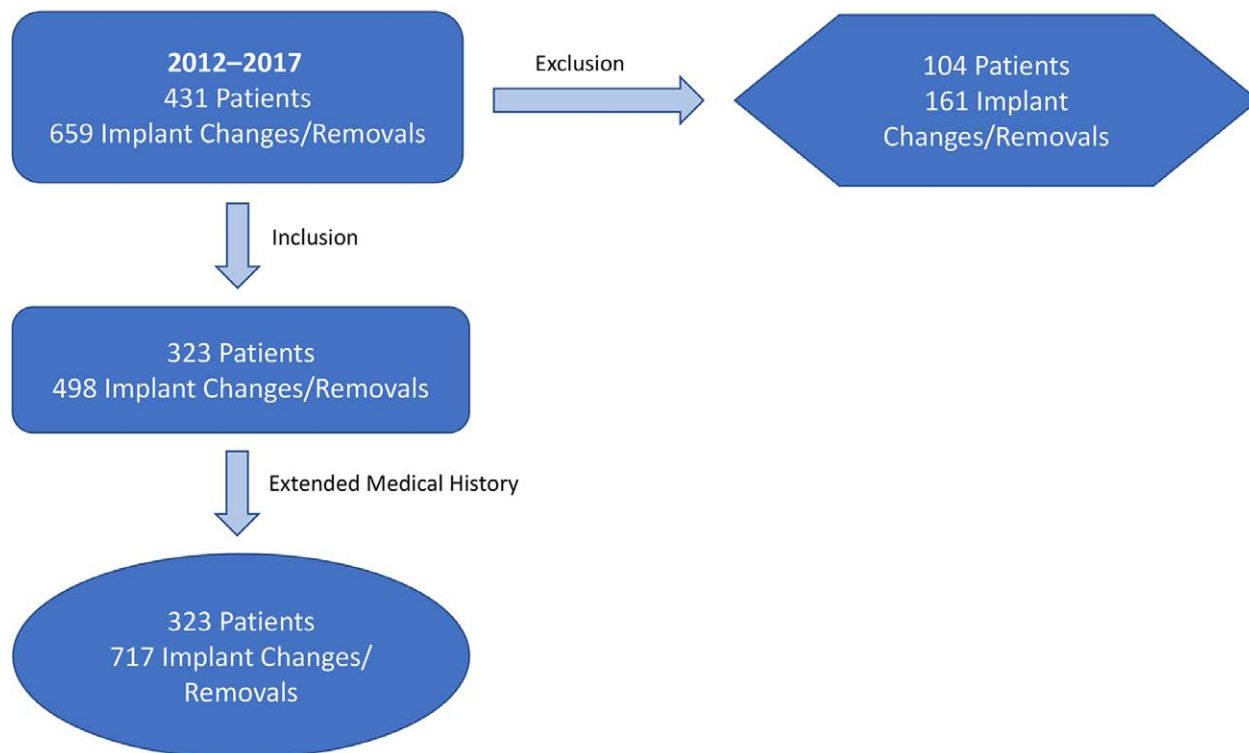 2012–2017
431 Patients
659 Implant Changes/Removals
Exclusion
104 Patients
161 Implant
Changes/Removals
Inclusion
323 Patients
498 Implant Changes/Removals
Extended Medical History
323 Patients
717 Implant Changes/
Removals